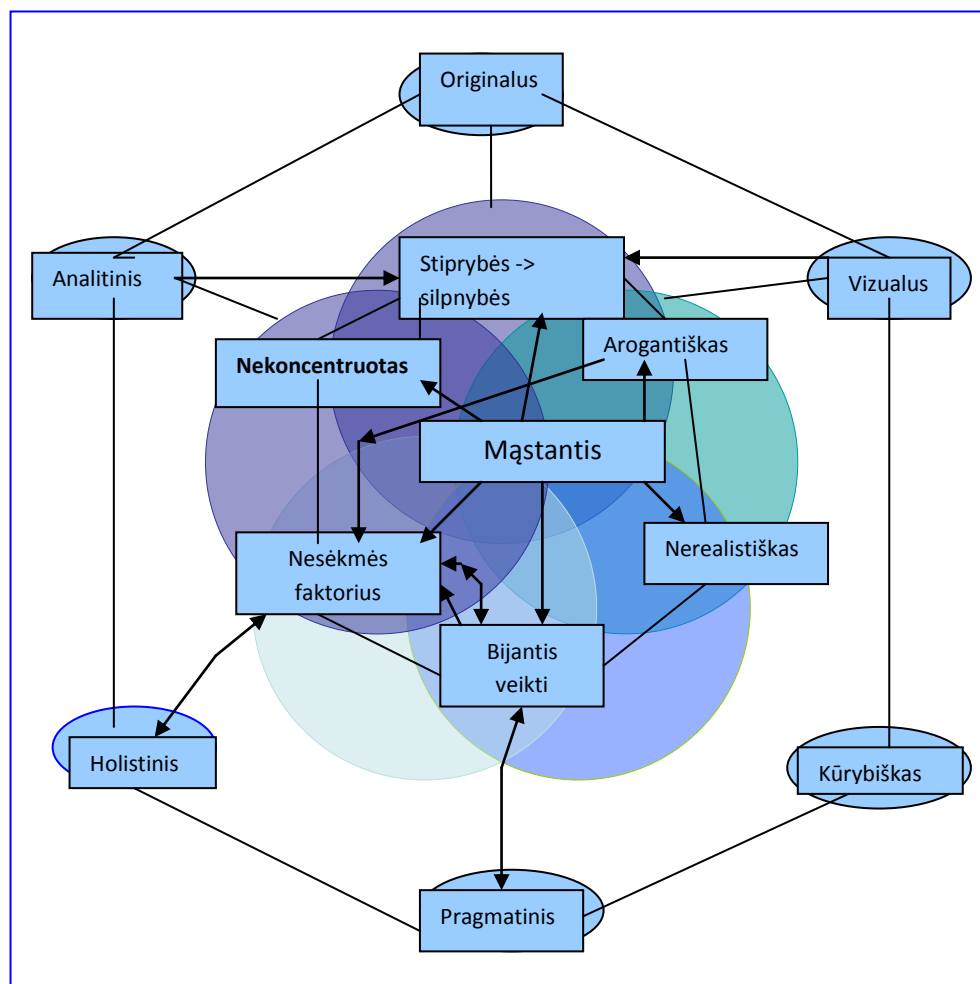 Originalus
Analitinis
Stiprybės ->
silpnybės
Vizualus
Nekoncentruotas
Arogantiškas
Mąstantis
Nesėkmės
faktorius
Nerealistiškas
Bijantis
veikti
Holistinis
Kūrybiškas
Pragmatinis